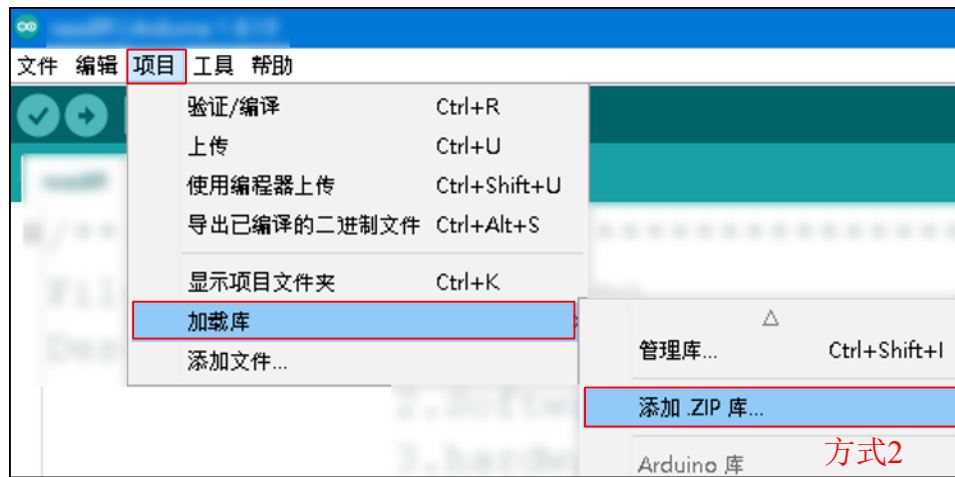 文件 编辑 项目 工具 帮助
验证/编译 Ctrl+R
上传 Ctrl+U
使用编程器上传 Ctrl+Shift+U
导出已编译的二进制文件 Ctrl+Alt+S
显示项目文件夹 Ctrl+K
加载库
添加文件...
管理库... Ctrl+Shift+I
添加 .ZIP 库...
Arduino 库
方式2